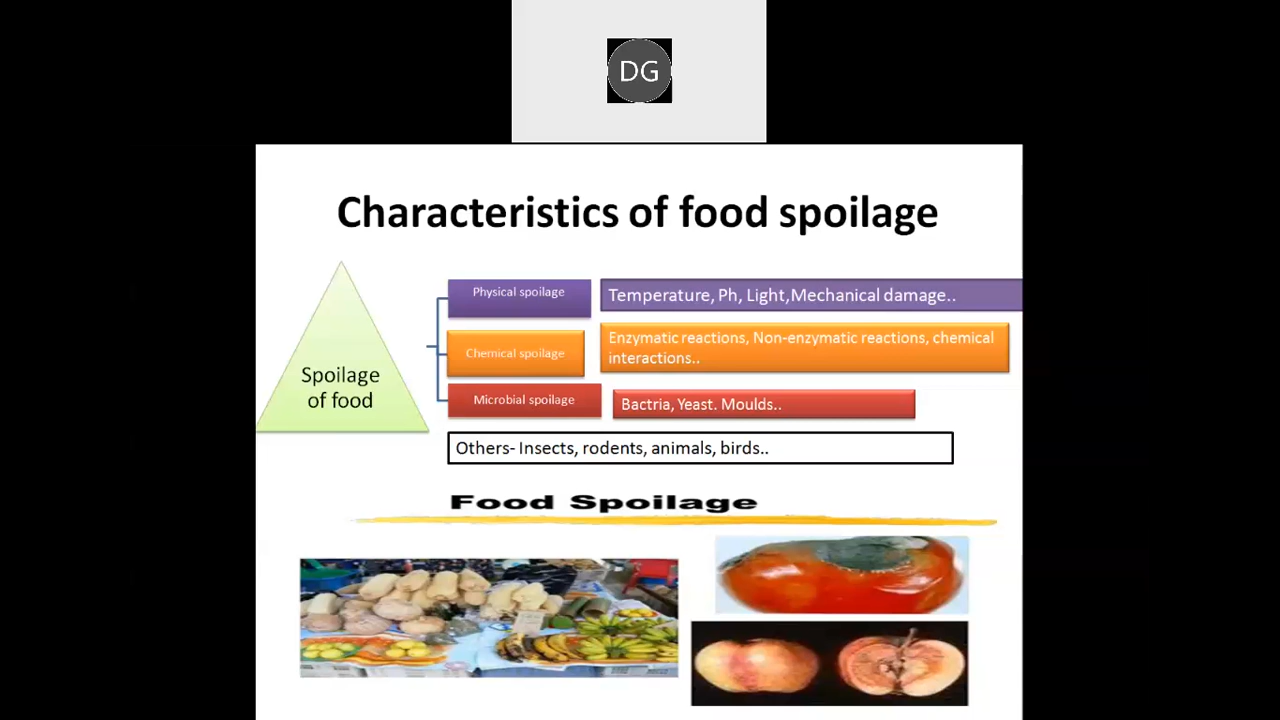 DG
Characteristics of food spoilage
Spoilage
of food
Physical spoilage
Temperature, Ph, Light,Mechanical damage..
Chemical spoilage
Enzymatic reactions, Non-enzymatic reactions, chemical
interactions..
Microbial spoilage
Bactria, Yeast. Moulds..
Others- Insects, rodents, animals, birds..
Food Spoilage